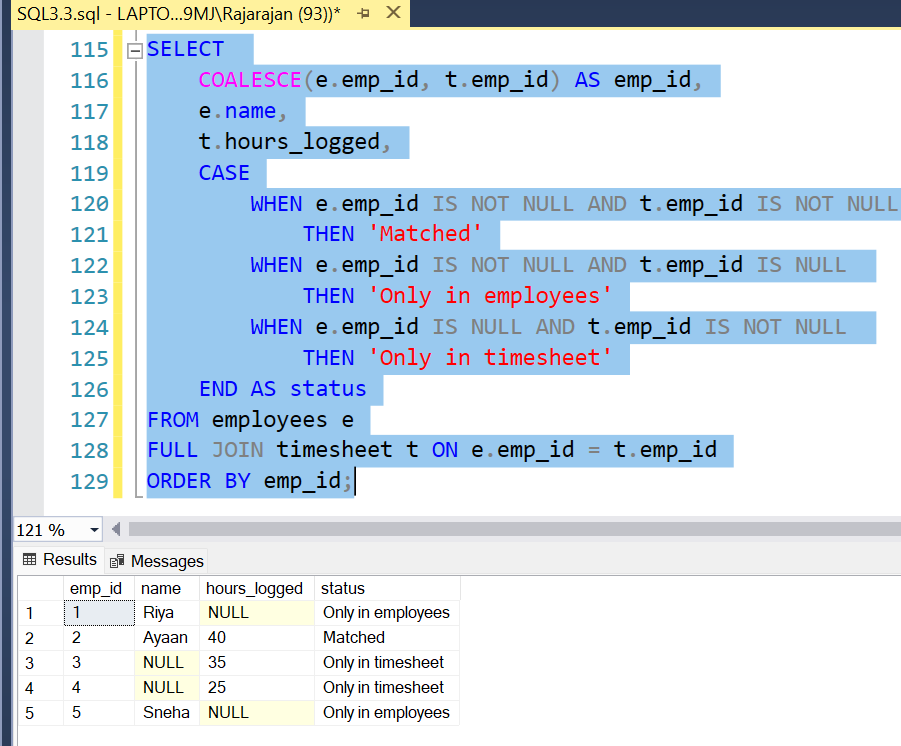 SQL3.3.sql - LAPTO...9MJ\Rajarajan (93))*
115 SELECT
116 COALESCE(e.emp_id, t.emp_id) AS emp_id,
117 e.name,
118 t.hours_logged,
119 CASE
120 WHEN e.emp_id IS NOT NULL AND t.emp_id IS NOT NULL
121 THEN 'Matched'
122 WHEN e.emp_id IS NOT NULL AND t.emp_id IS NULL
123 THEN 'Only in employees'
124 WHEN e.emp_id IS NULL AND t.emp_id IS NOT NULL
125 THEN 'Only in timesheet'
126 END AS status
127 FROM employees e
128 FULL JOIN timesheet t ON e.emp_id = t.emp_id
129 ORDER BY emp_id;
121 %
Results Messages
emp_id name hours_logged status
1 1 Riya NULL Only in employees
2 2 Ayaan 40 Matched
3 3 NULL 35 Only in timesheet
4 4 NULL 25 Only in timesheet
5 5 Sneha NULL Only in employees